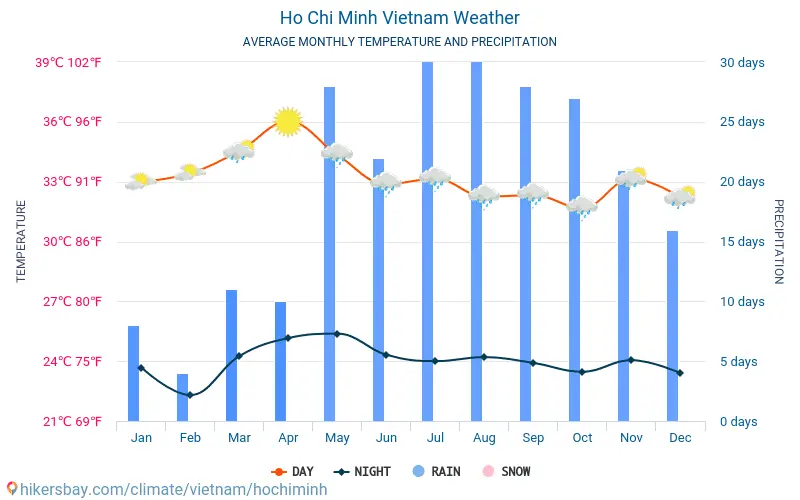 Ho Chi Minh Vietnam Weather
AVERAGE MONTHLY TEMPERATURE AND PRECIPITATION
39℃ 102℉ 30 days
36℃ 96℉ 25 days
33℃ 91℉ 20 days
30℃ 86℉ 15 days
27℃ 80℉ 10 days
24℃ 75℉ 5 days
21℃ 69℉ 0 days
TEMPERATURE
PRECIPITATION
Jan Feb Mar Apr May Jun Jul Aug Sep Oct Nov Dec
DAY NIGHT RAIN SNOW
hikersbay.com/climate/vietnam/hochiminh